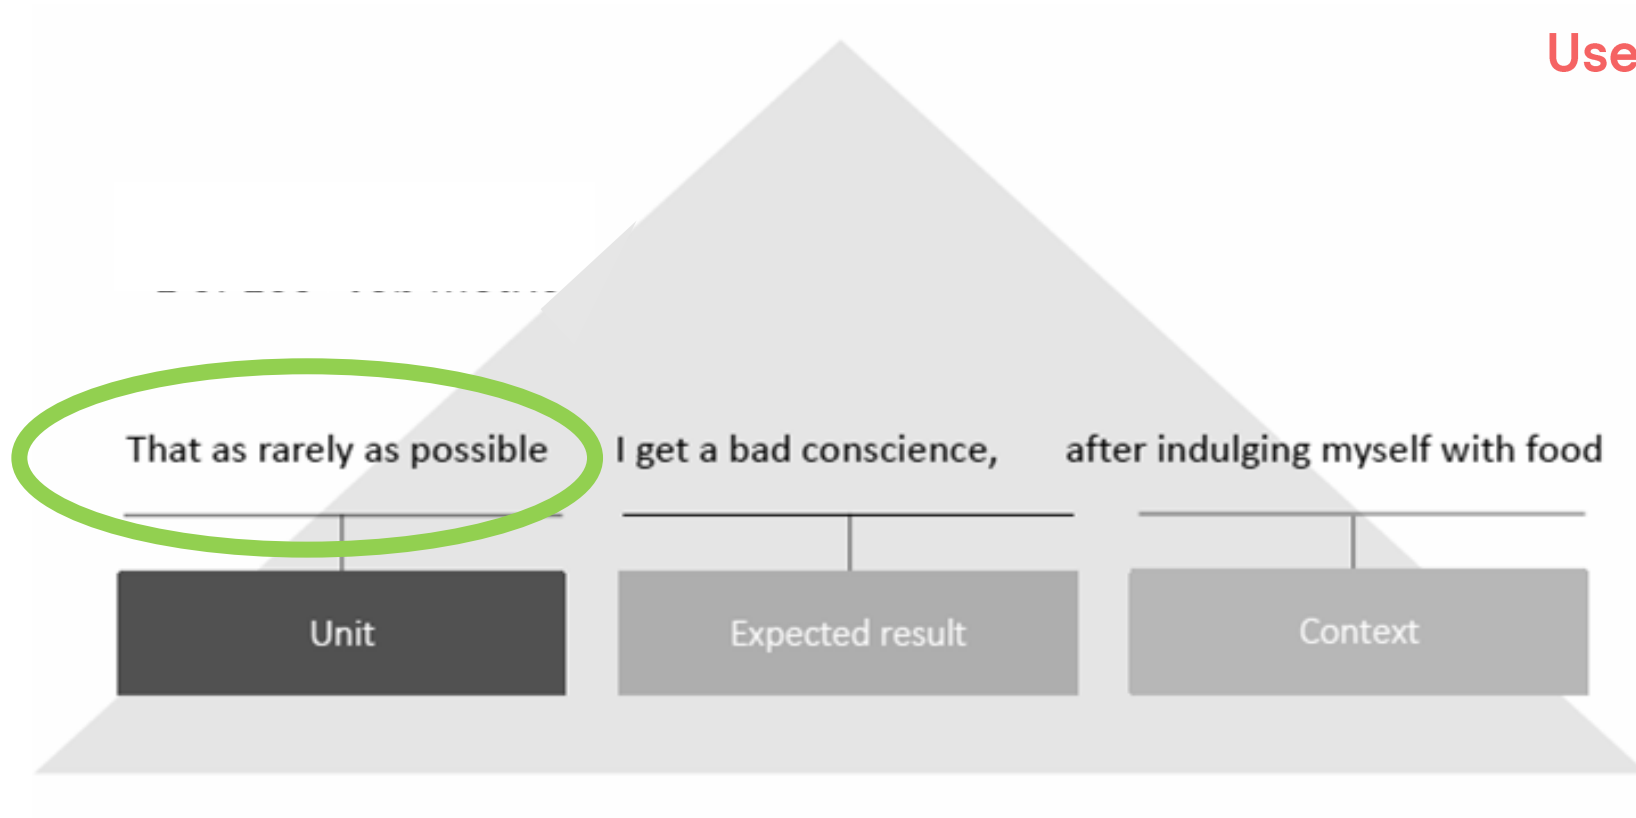 Use
That as rarely as possible I get a bad conscience, after indulging myself with food
Unit Expected result Context